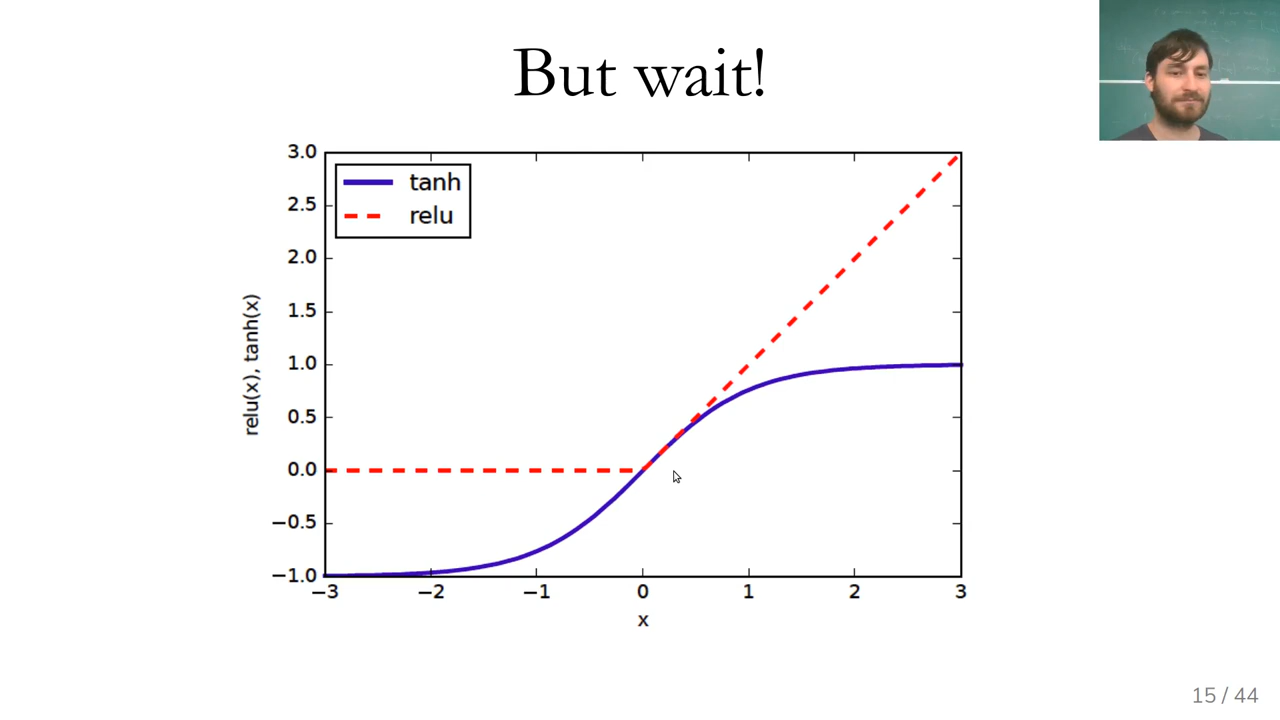 But wait!
3.0
2.5
2.0
1.5
1.0
0.5
0.0
−0.5
−1.0
tanh
relu
relu(x), tanh(x)
−3 −2 −1 0 1 2 3
x
15 / 44